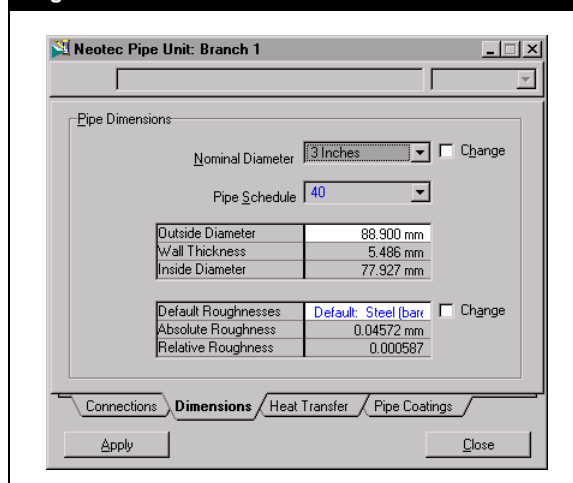 Neotec Pipe Unit: Branch 1
Pipe Dimensions
Nominal Diameter 3 Inches Change
Pipe Schedule 40
Outside Diameter 88.900 mm
Wall Thickness 5.486 mm
Inside Diameter 77.927 mm
Default Roughnesses Default: Steel (bare Change
Absolute Roughness 0.04572 mm
Relative Roughness 0.000587
Connections Dimensions Heat Transfer Pipe Coatings
Apply Close